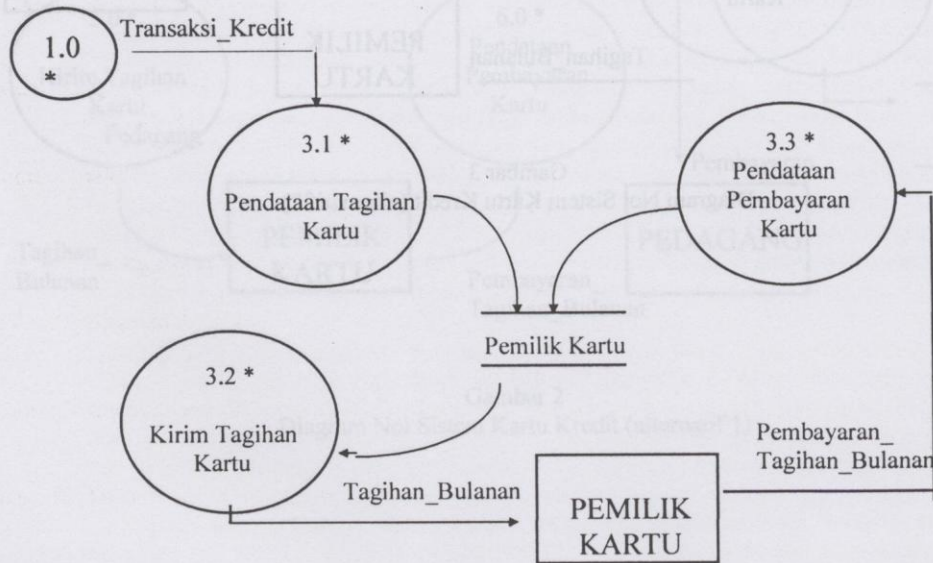 1.0
*
Transaksi_Kredit
3.1 *
Pendataan Tagihan
Kartu
3.3 *
Pendataan
Pembayaran
Kartu
Pemilik Kartu
3.2 *
Kirim Tagihan
Kartu
Tagihan_Bulanan
PEMILIK
KARTU
Pembayaran_
Tagihan_Bulanan